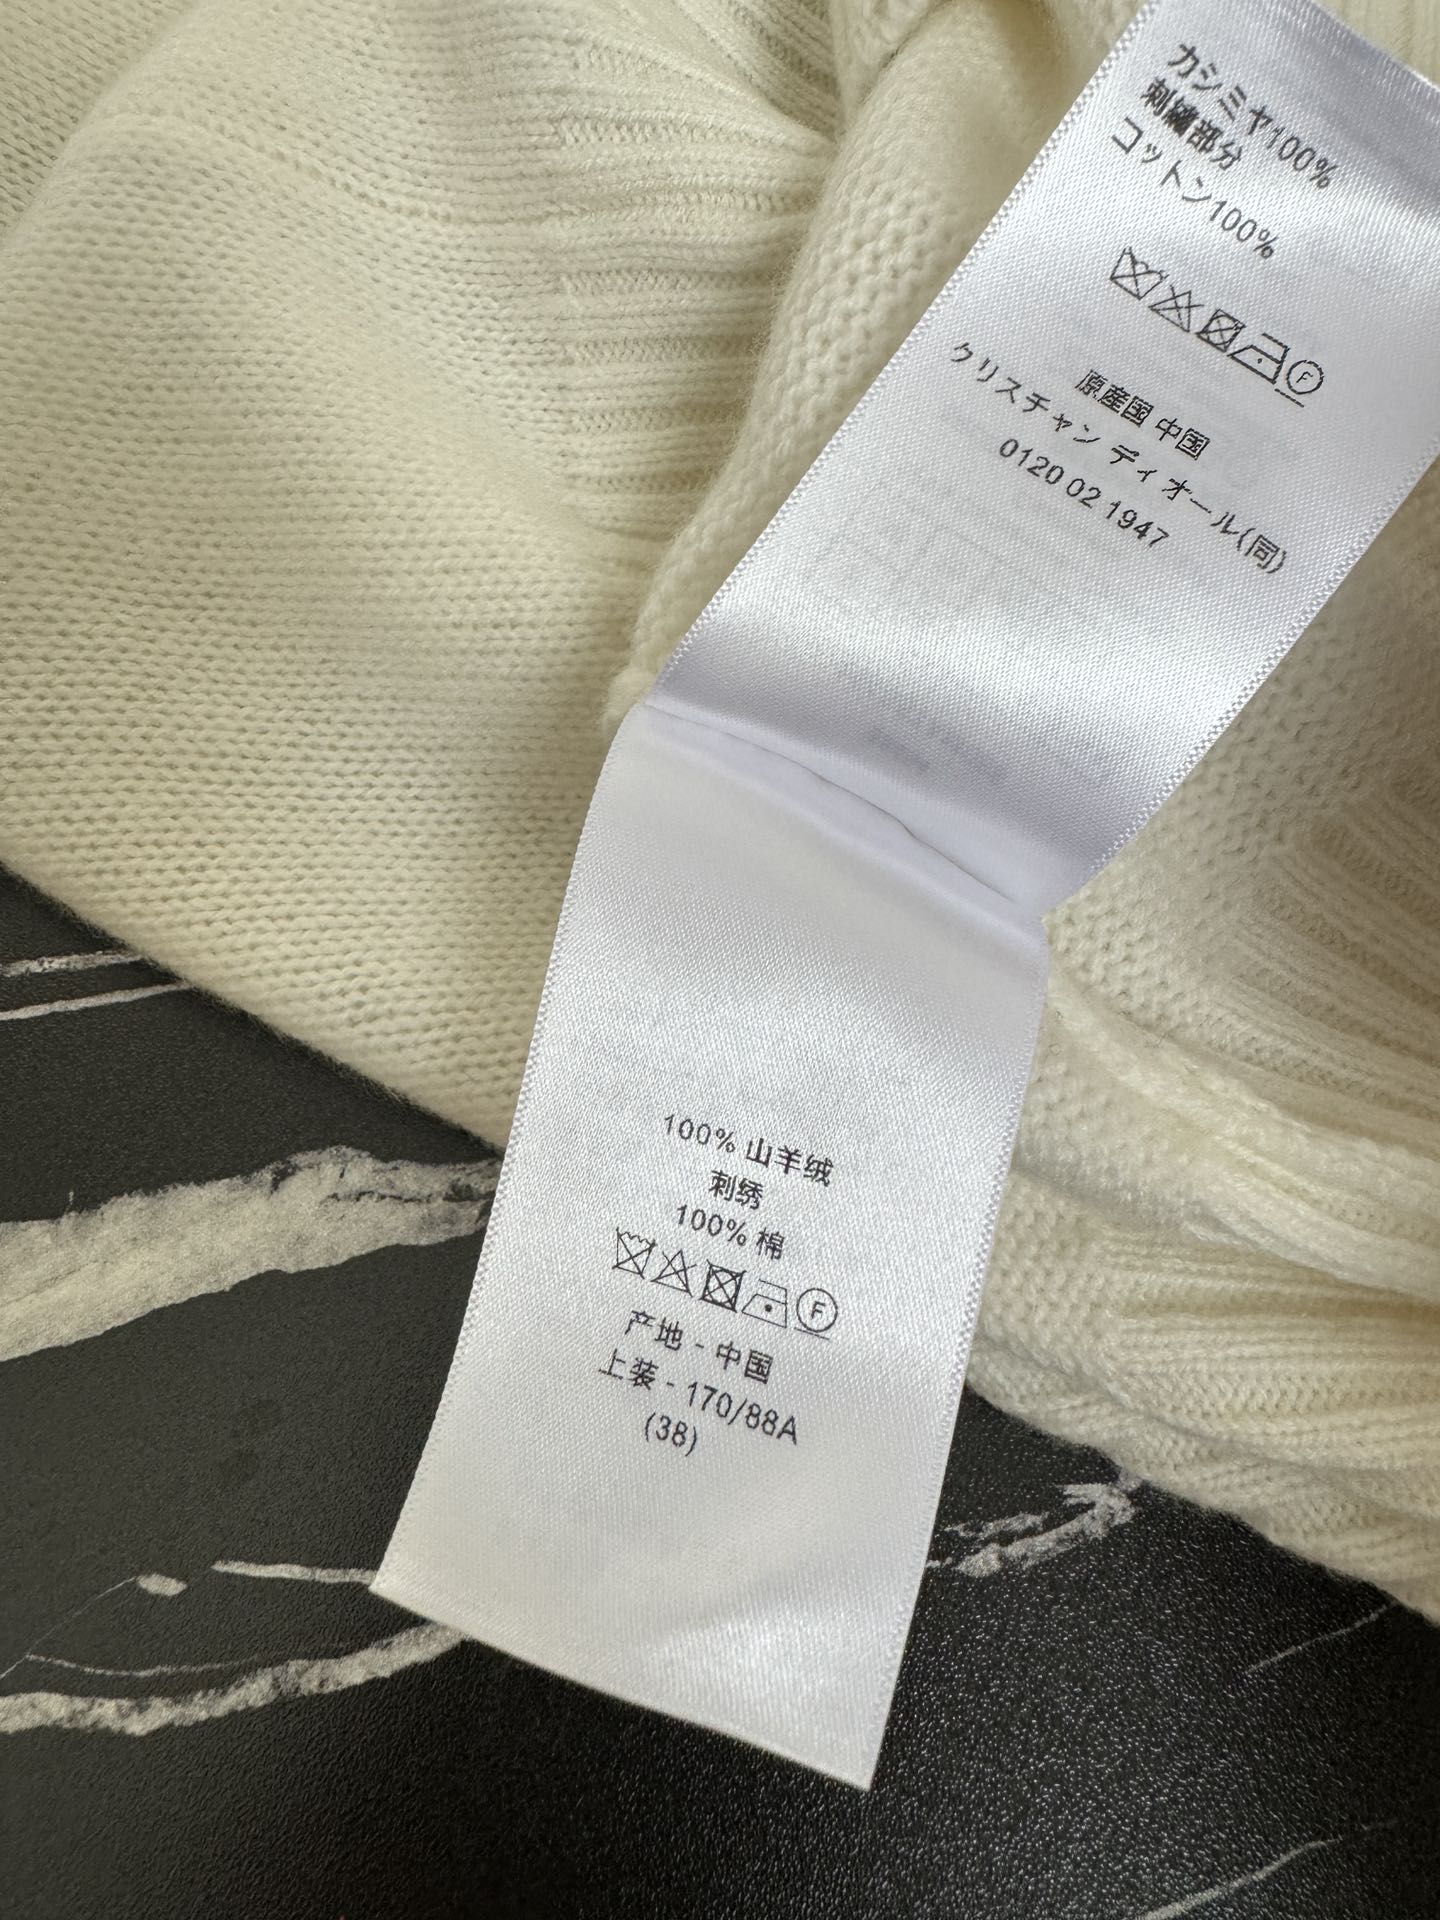 カシミヤ100%
刺繍部分
コットン100%
F
原産国 中国
クリスチャン ディオール(同)
0120 02 1947
100% 山羊绒
刺绣
100% 棉
F
产地 - 中国
上装 - 170/88A
(38)